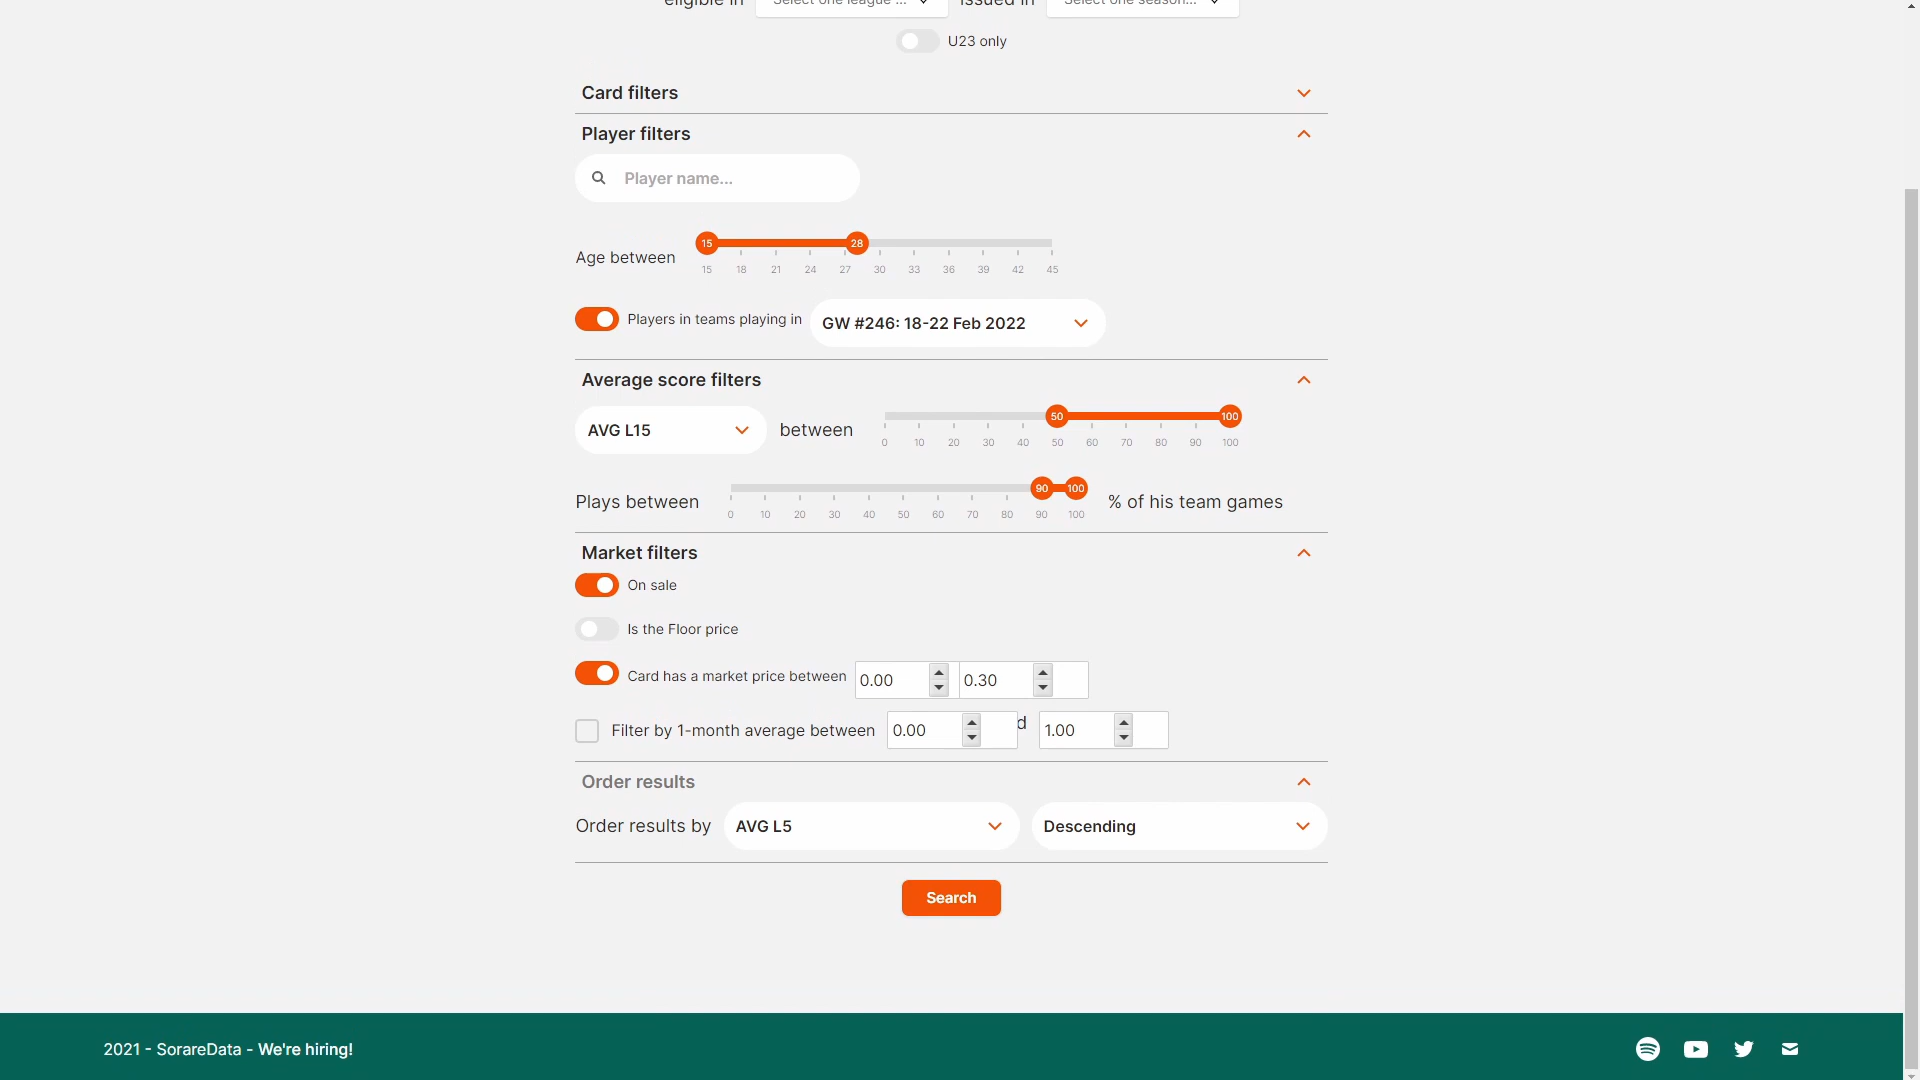 eligible in Select one league ... issued in Select one season...
U23 only
Card filters
Player filters
Player name...
15 28
Age between
15 18 21 24 27 30 33 36 39 42 45
Players in teams playing in GW #246: 18-22 Feb 2022
Average score filters
50 100
AVG L15 between
0 10 20 30 40 50 60 70 80 90 100
90 100
Plays between % of his team games
0 10 20 30 40 50 60 70 80 90 100
Market filters
On sale
Is the Floor price
Card has a market price between 0.00 0.30
Filter by 1-month average between 0.00 d 1.00
Order results
Order results by AVG L5 Descending
Search
2021 - SorareData - We're hiring!